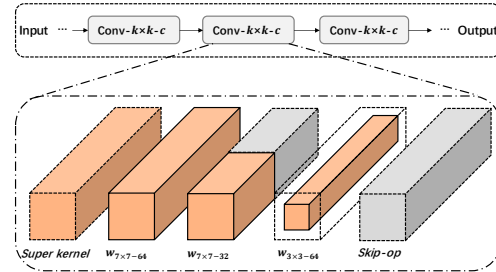 Input ··· Conv-k×k-c Conv-k×k-c Conv-k×k-c ··· Output
Super kernel w7×7−64 w7×7−32 w3×3−64 Skip-op